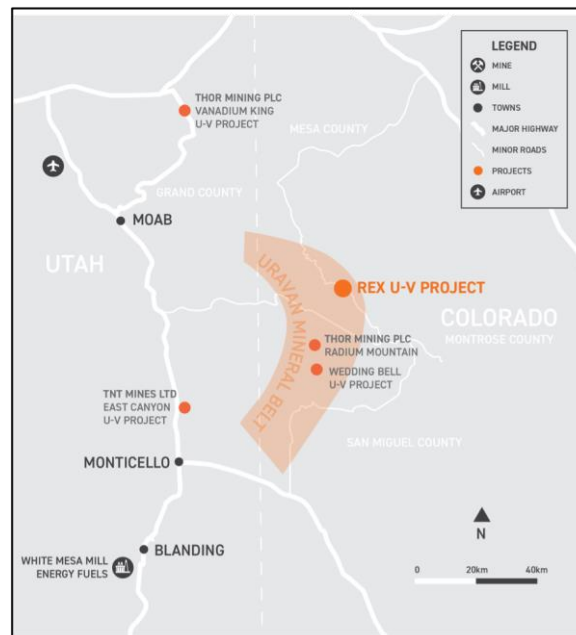 LEGEND
MINE
MILL
TOWNS
MAJOR HIGHWAY
MINOR ROADS
PROJECTS
AIRPORT
THOR MINING PLC
VANADIUM KING
U-V PROJECT
MESA COUNTY
GRAND COUNTY
MOAB
UTAH
URAVAN MINERAL BELT
REX U-V PROJECT
COLORADO
MONTROSE COUNTY
THOR MINING PLC
RADIUM MOUNTAIN
WEDDING BELL
U-V PROJECT
TNT MINES LTD
EAST CANYON
U-V PROJECT
SAN MIGUEL COUNTY
MONTICELLO
BLANDING
WHITE MESA MILL
ENERGY FUELS
N
0 20km 40km